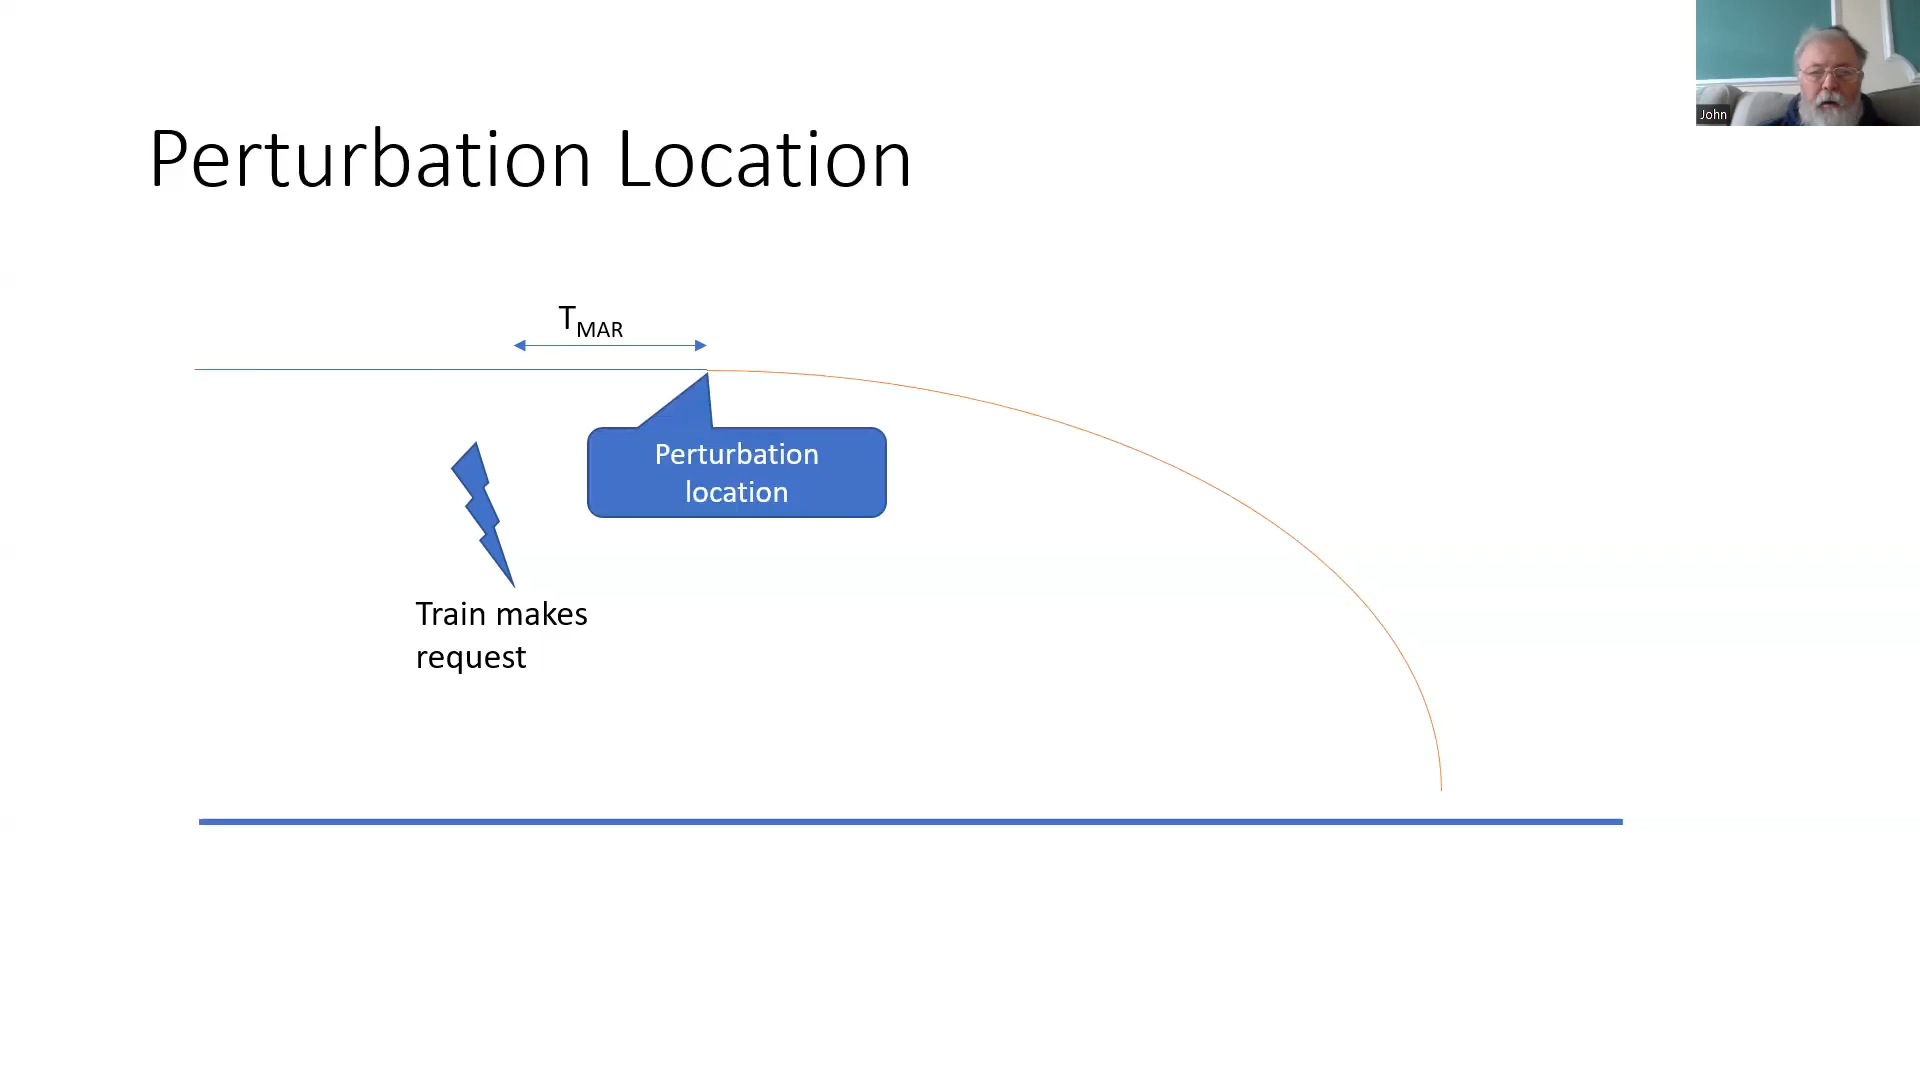 John
Perturbation Location
TMAR
Perturbation
location
Train makes
request